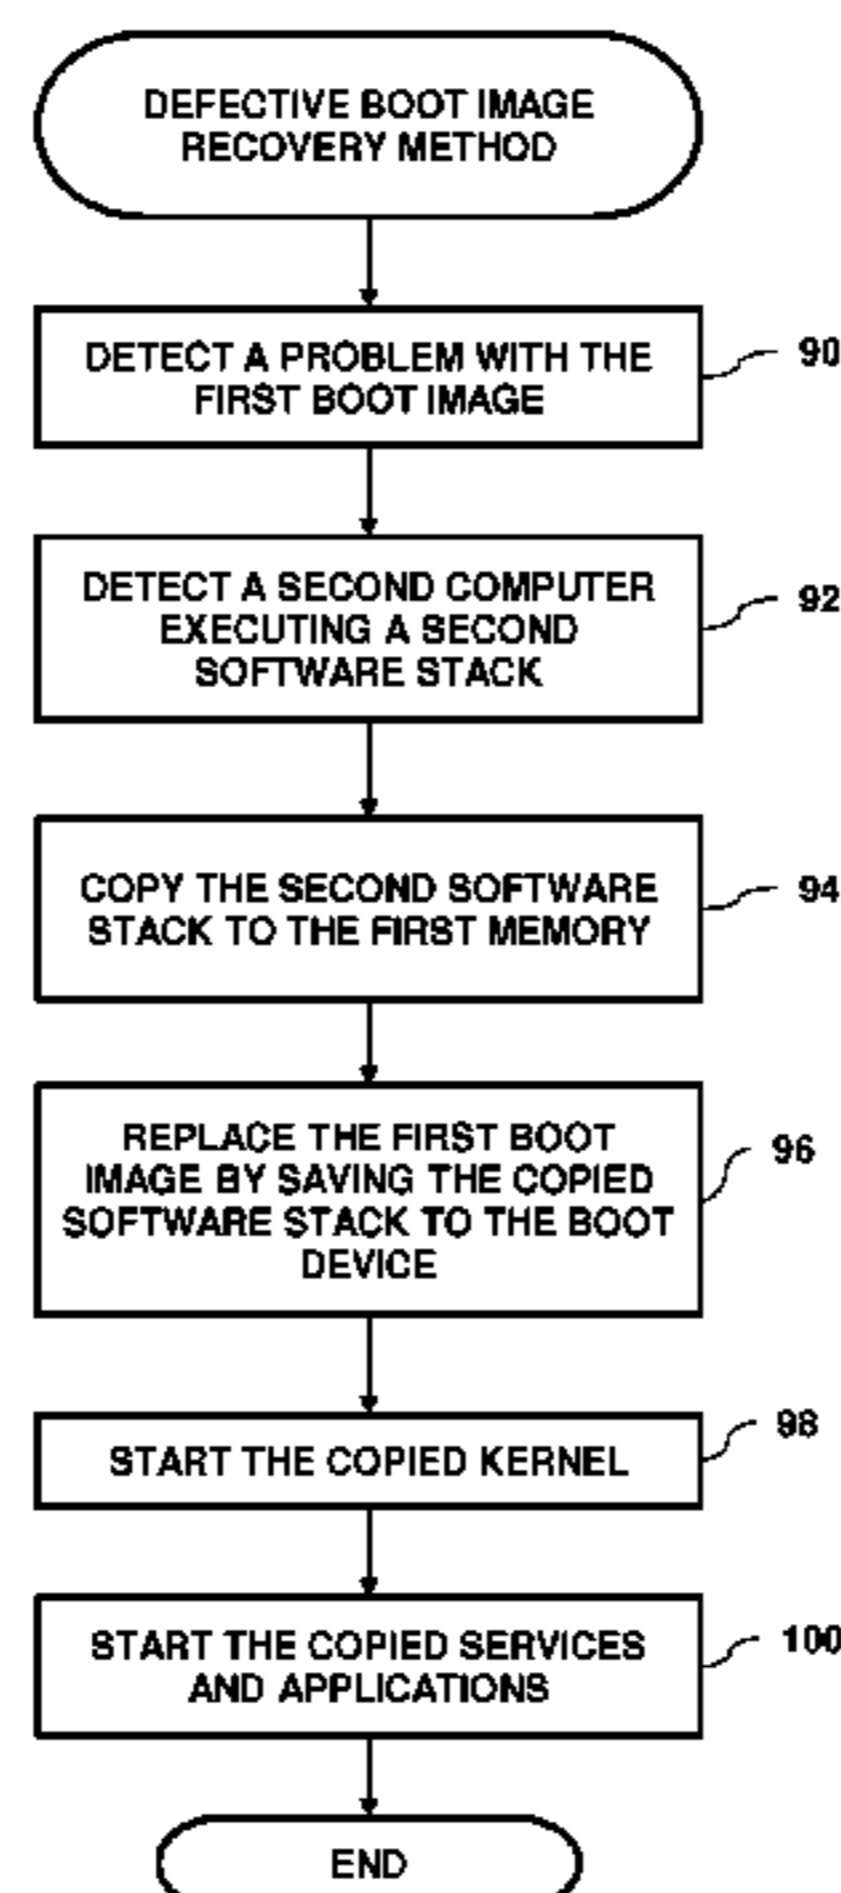 DEFECTIVE BOOT IMAGE
RECOVERY METHOD
DETECT A PROBLEM WITH THE
FIRST BOOT IMAGE
90
DETECT A SECOND COMPUTER
EXECUTING A SECOND
SOFTWARE STACK
92
COPY THE SECOND SOFTWARE
STACK TO THE FIRST MEMORY
94
REPLACE THE FIRST BOOT
IMAGE BY SAVING THE COPIED
SOFTWARE STACK TO THE BOOT
DEVICE
96
START THE COPIED KERNEL
98
START THE COPIED SERVICES
AND APPLICATIONS
100
END